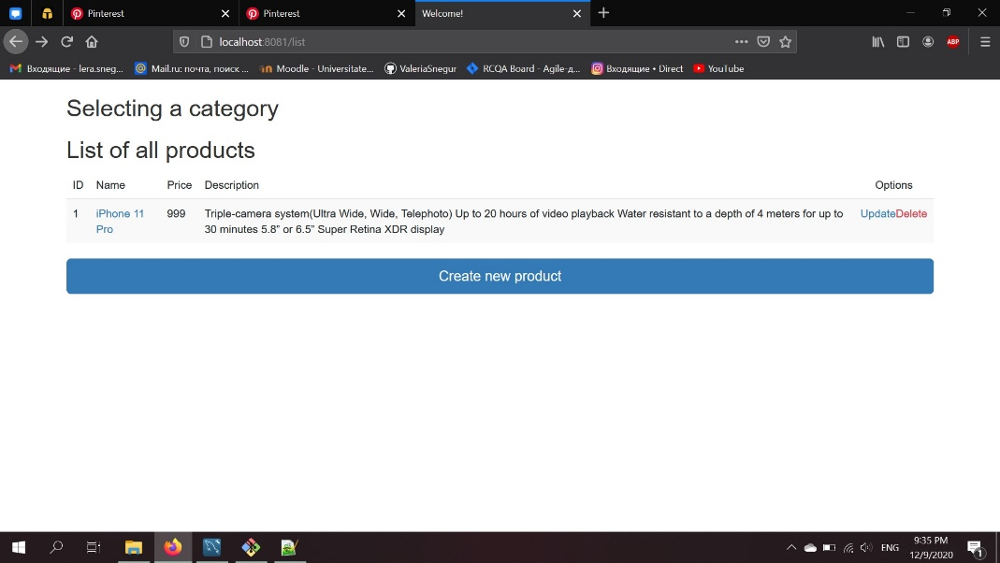 Pinterest
Pinterest
Welcome!
localhost:8081/list
ABP
Входящие - lera.sneg...
Mail.ru: почта, поиск ...
Moodle - Universitate...
ValeriaSnegur
RCQA Board - Agile-д...
Входящие • Direct
YouTube
Selecting a category
List of all products
ID Name Price Description Options
1 iPhone 11 Pro 999 Triple-camera system(Ultra Wide, Wide, Telephoto) Up to 20 hours of video playback Water resistant to a depth of 4 meters for up to
30 minutes 5.8” or 6.5” Super Retina XDR display
UpdateDelete
Create new product
ENG
9:35 PM
12/9/2020
1